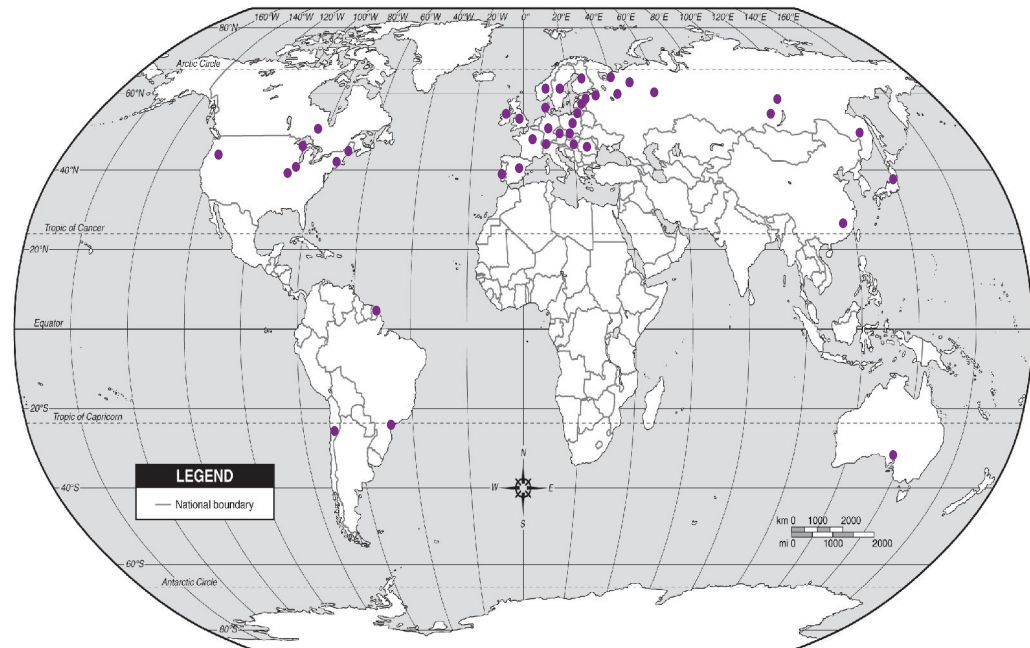 160°W 140°W 120°W 100°W 80°W 60°W 40°W 20°W 0° 20°E 40°E 60°E 80°E 100°E 120°E 140°E 160°E
80°N
Arctic Circle
60°N
40°N
Tropic of Cancer
20°N
Equator
0°
20°S
Tropic of Capricorn
LEGEND
National boundary
N
W E
S
40°S
km 0 1000 2000
mi 0 1000 2000
60°S
Antarctic Circle
80°S